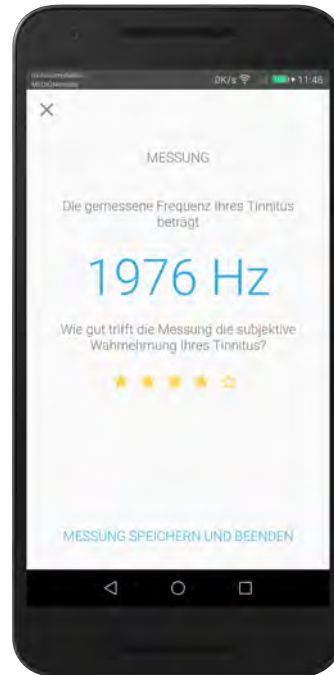 0K/s 11:46
MESSUNG
Die gemessene Frequenz Ihres Tinnitus
beträgt
1976 Hz
Wie gut trifft die Messung die subjektive
Wahrnehmung Ihres Tinnitus?
MESSUNG SPEICHERN UND BEENDEN